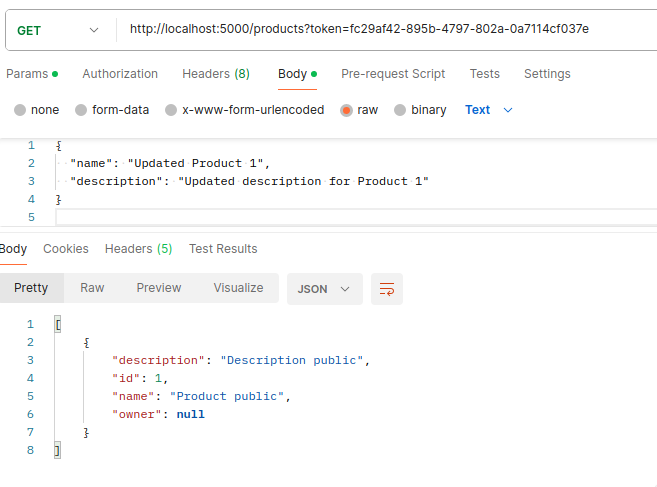 GET http://localhost:5000/products?token=fc29af42-895b-4797-802a-0a7114cf037e
Params Authorization Headers (8) Body Pre-request Script Tests Settings
none form-data x-www-form-urlencoded raw binary Text
1 {
2 "name": "Updated Product 1",
3 "description": "Updated description for Product 1"
4 }
5
Body Cookies Headers (5) Test Results
Pretty Raw Preview Visualize JSON
1 [
2 {
3 "description": "Description public",
4 "id": 1,
5 "name": "Product public",
6 "owner": null
7 }
8 ]